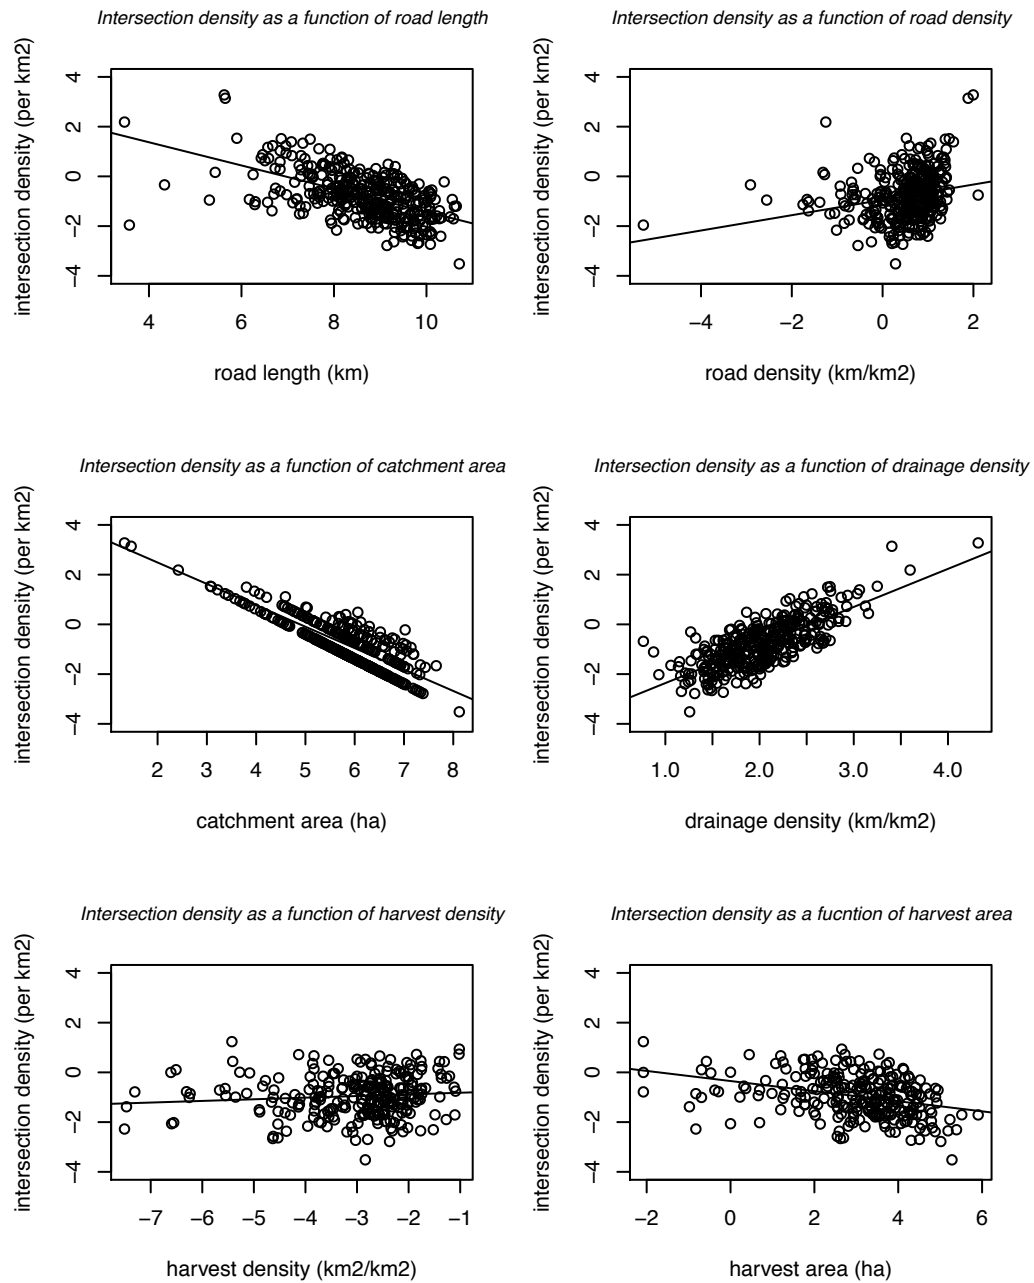 Intersection density as a function of road length
intersection density (per km2)
4
2
0
−2
−4
4 6 8 10
road length (km)
Intersection density as a function of road density
intersection density (per km2)
4
2
0
−2
−4
−4 −2 0 2
road density (km/km2)
Intersection density as a function of catchment area
intersection density (per km2)
4
2
0
−2
−4
2 3 4 5 6 7 8
catchment area (ha)
Intersection density as a function of drainage density
intersection density (per km2)
4
2
0
−2
−4
1.0 2.0 3.0 4.0
drainage density (km/km2)
Intersection density as a function of harvest density
intersection density (per km2)
4
2
0
−2
−4
−7 −6 −5 −4 −3 −2 −1
harvest density (km2/km2)
Intersection density as a fucntion of harvest area
intersection density (per km2)
4
2
0
−2
−4
−2 0 2 4 6
harvest area (ha)